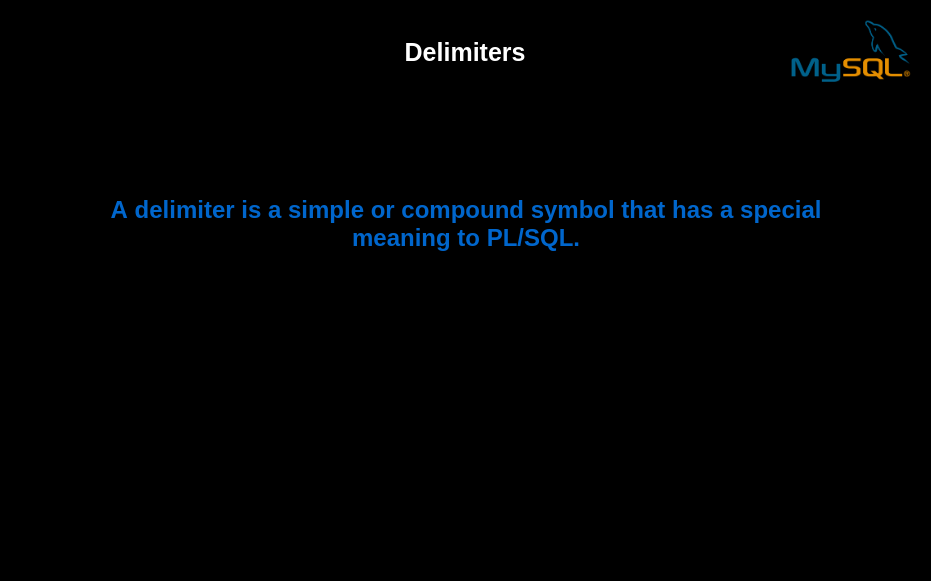 Delimiters
MySQL®
A delimiter is a simple or compound symbol that has a special
meaning to PL/SQL.